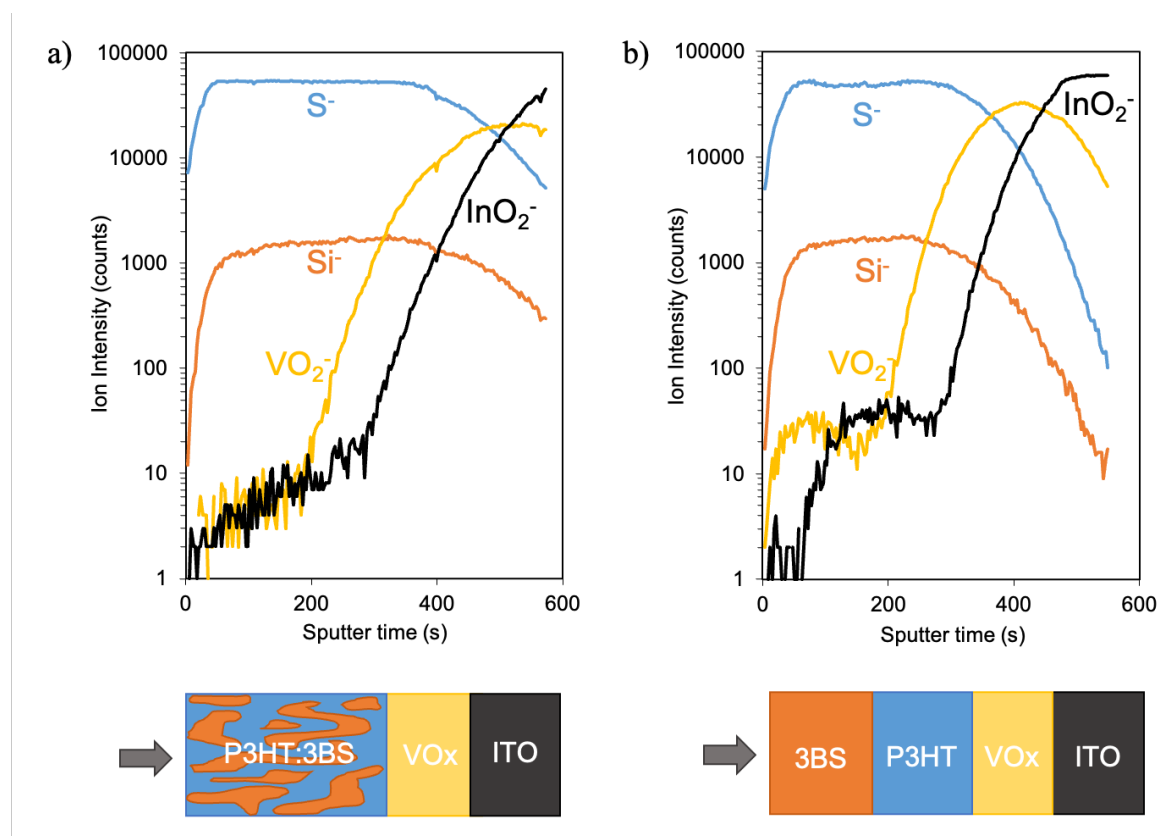 a)
100000
10000
1000
100
10
1
Ion Intensity (counts)
S⁻
InO₂⁻
Si⁻
VO₂⁻
0
200
400
600
Sputter time (s)
P3HT:3BS
VOx
ITO
b)
100000
10000
1000
100
10
1
Ion Intensity (counts)
S⁻
InO₂⁻
Si⁻
VO₂⁻
0
200
400
600
Sputter time (s)
3BS
P3HT
VOx
ITO